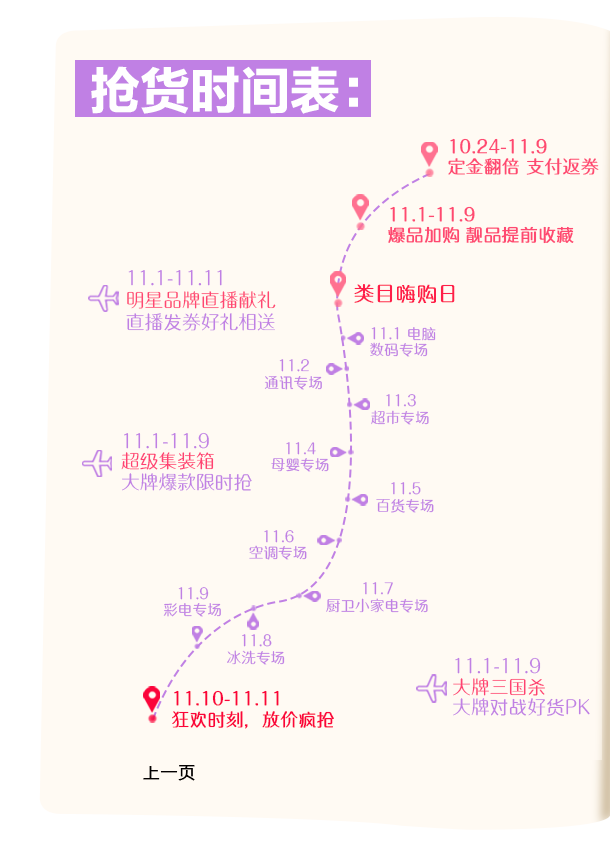 抢货时间表:
10.24-11.9
定金翻倍 支付返券
11.1-11.9
爆品加购 靓品提前收藏
类目嗨购日
11.1-11.11
明星品牌直播献礼
直播发券好礼相送
11.1 电脑
数码专场
11.2
通讯专场
11.3
超市专场
11.1-11.9
超级集装箱
大牌爆款限时抢
11.4
母婴专场
11.5
百货专场
11.6
空调专场
11.7
厨卫小家电专场
11.9
彩电专场
11.8
冰洗专场
11.1-11.9
大牌三国杀
大牌对战好货PK
11.10-11.11
狂欢时刻，放价疯抢
上一页